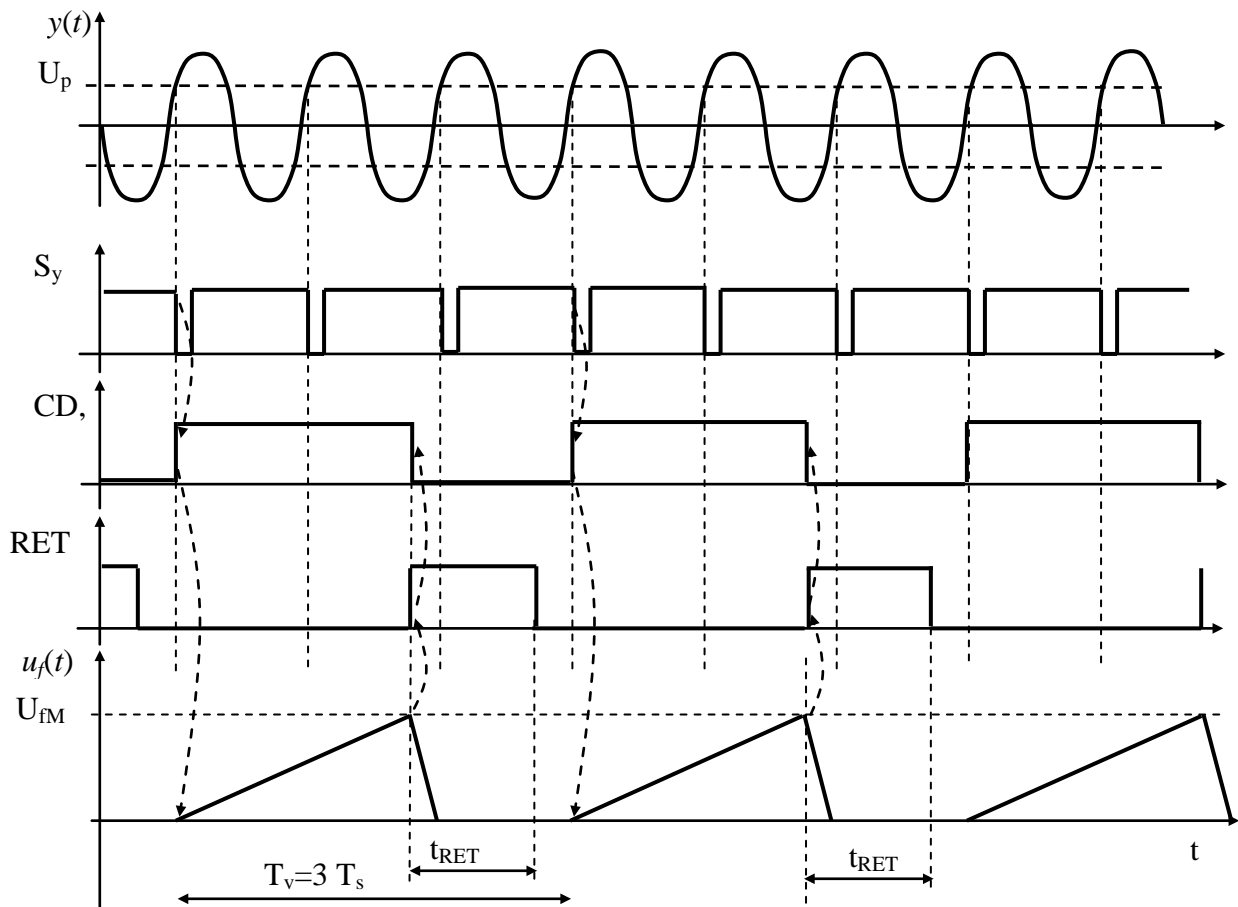 y(t)
Up
Sy
CD,
RET
uf(t)
UfM
tRET
tRET
t
Tv=3 Ts